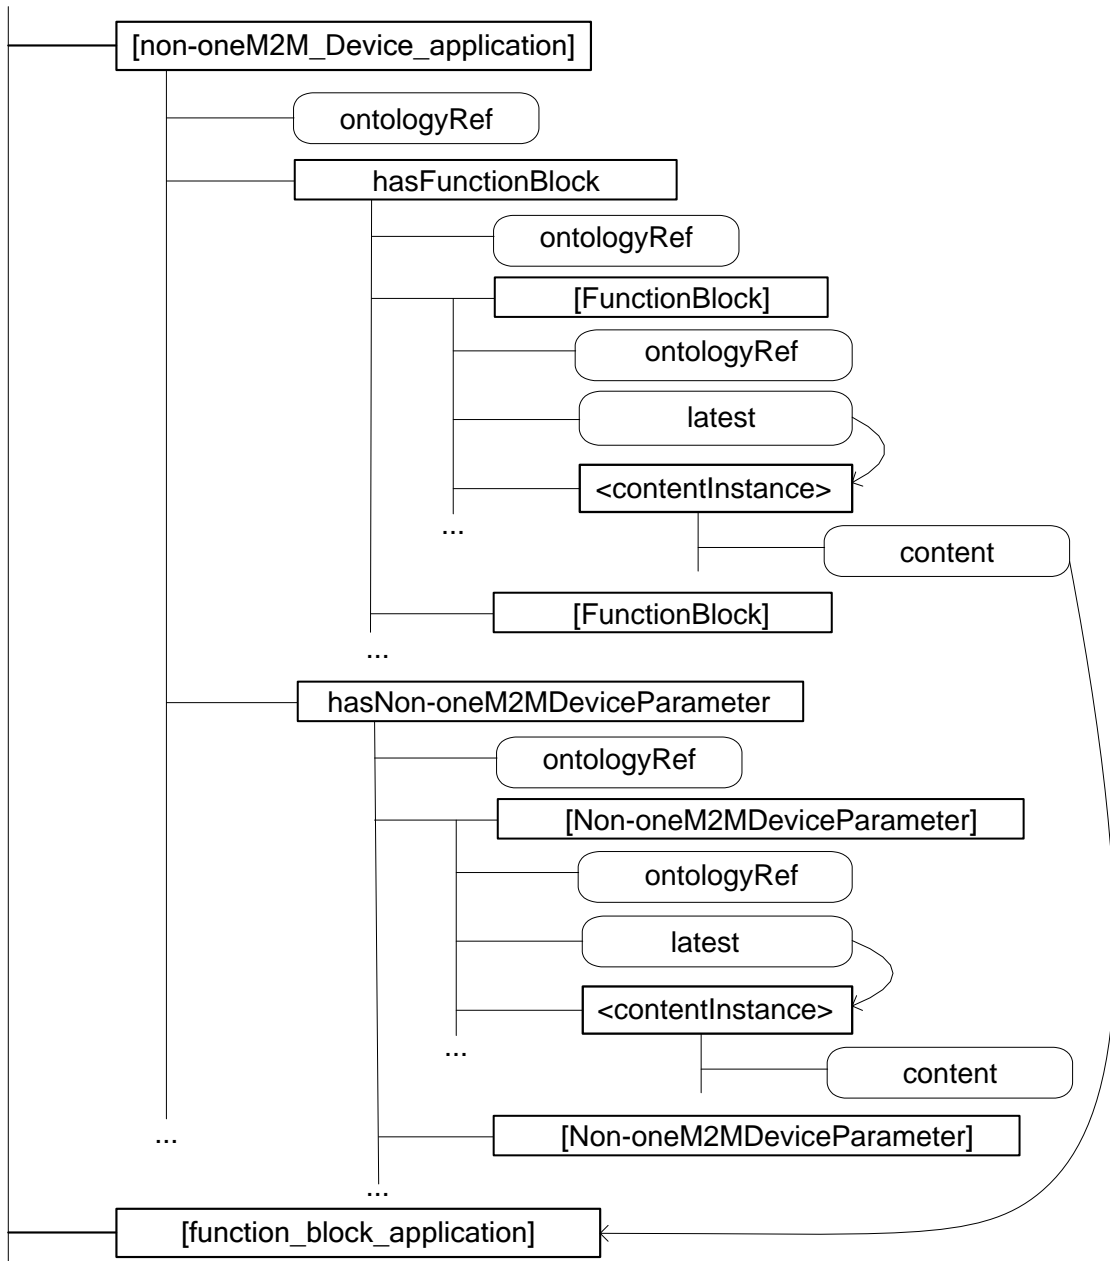 [non-oneM2M_Device_application]
ontologyRef
hasFunctionBlock
ontologyRef
[FunctionBlock]
ontologyRef
latest
<contentInstance>
...
content
[FunctionBlock]
...
hasNon-oneM2MDeviceParameter
ontologyRef
[Non-oneM2MDeviceParameter]
ontologyRef
latest
<contentInstance>
...
content
...
[Non-oneM2MDeviceParameter]
...
[function_block_application]